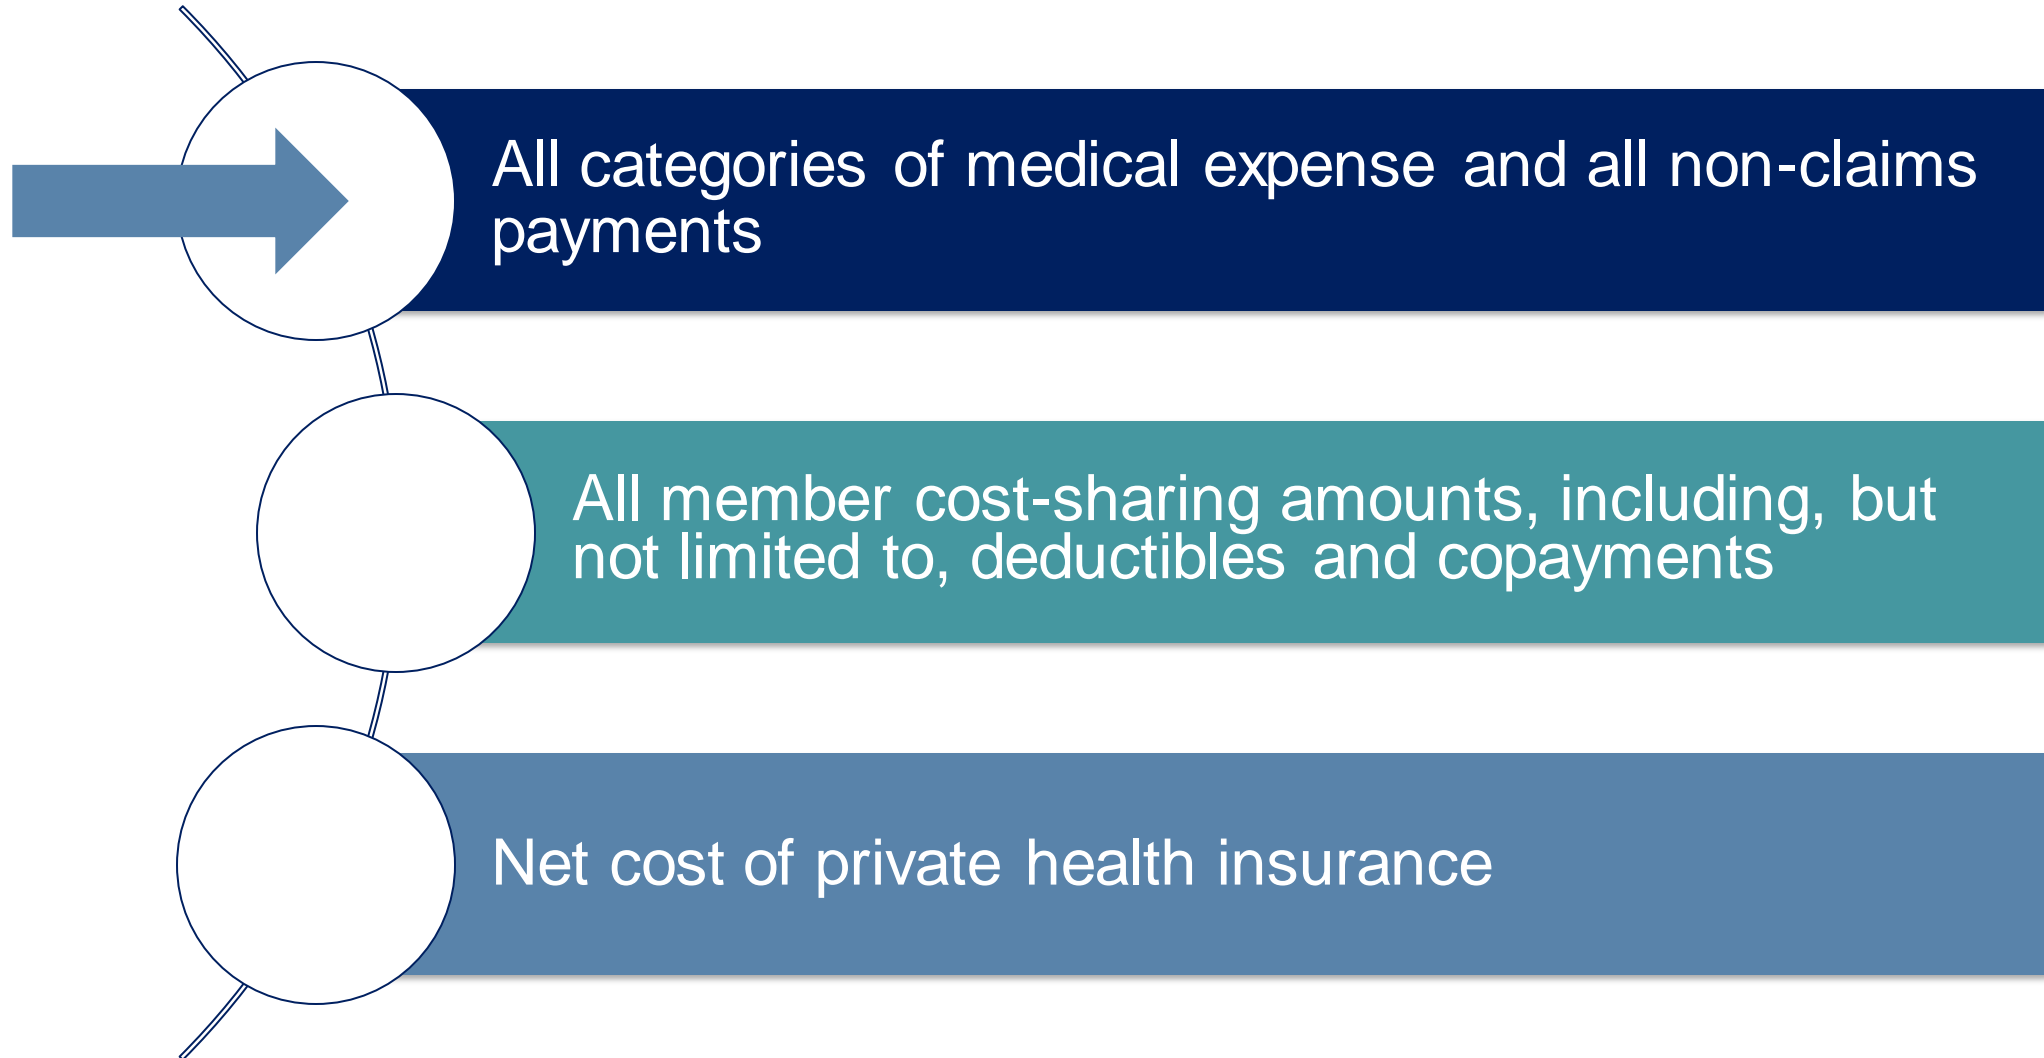 All categories of medical expense and all non-claims
payments
All member cost-sharing amounts, including, but
not limited to, deductibles and copayments
Net cost of private health insurance